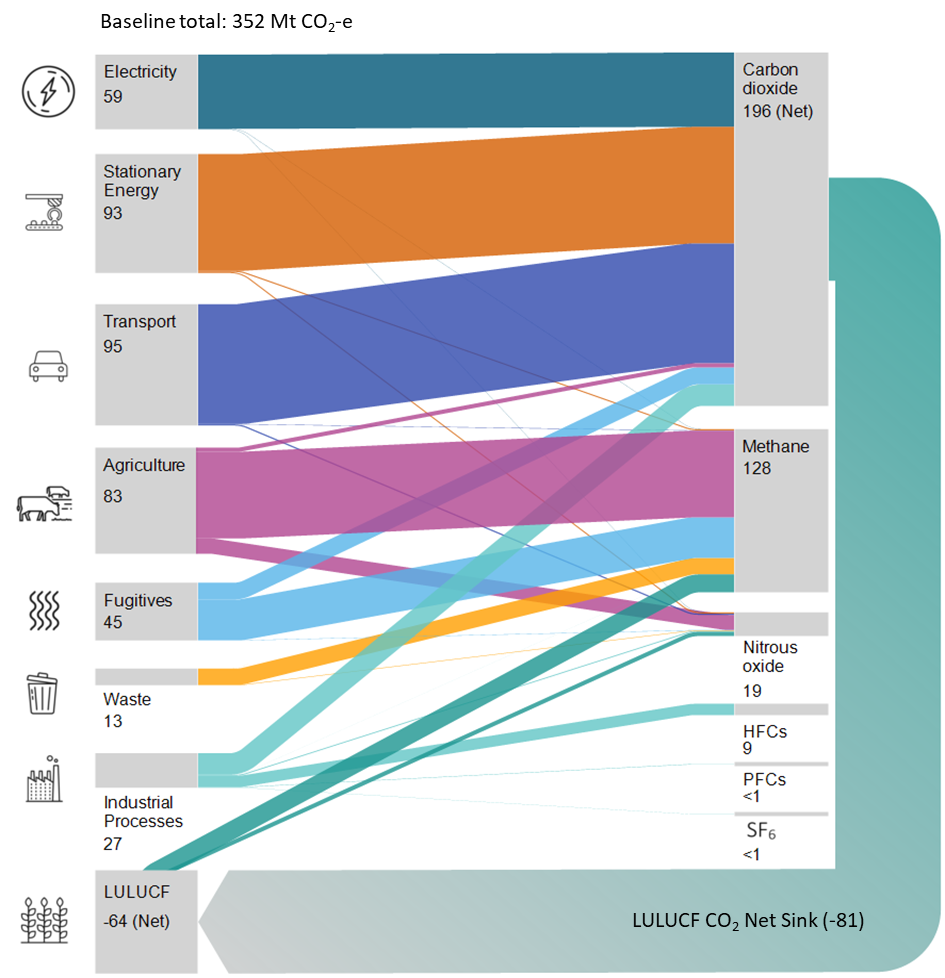 Baseline total: 352 Mt CO₂-e
Electricity
59
Stationary
Energy
93
Transport
95
Agriculture
83
Fugitives
45
Waste
13
Industrial
Processes
27
LULUCF
-64 (Net)
Carbon
dioxide
196 (Net)
Methane
128
Nitrous
oxide
19
HFCs
9
PFCs
<1
SF₆
<1
LULUCF CO₂ Net Sink (-81)